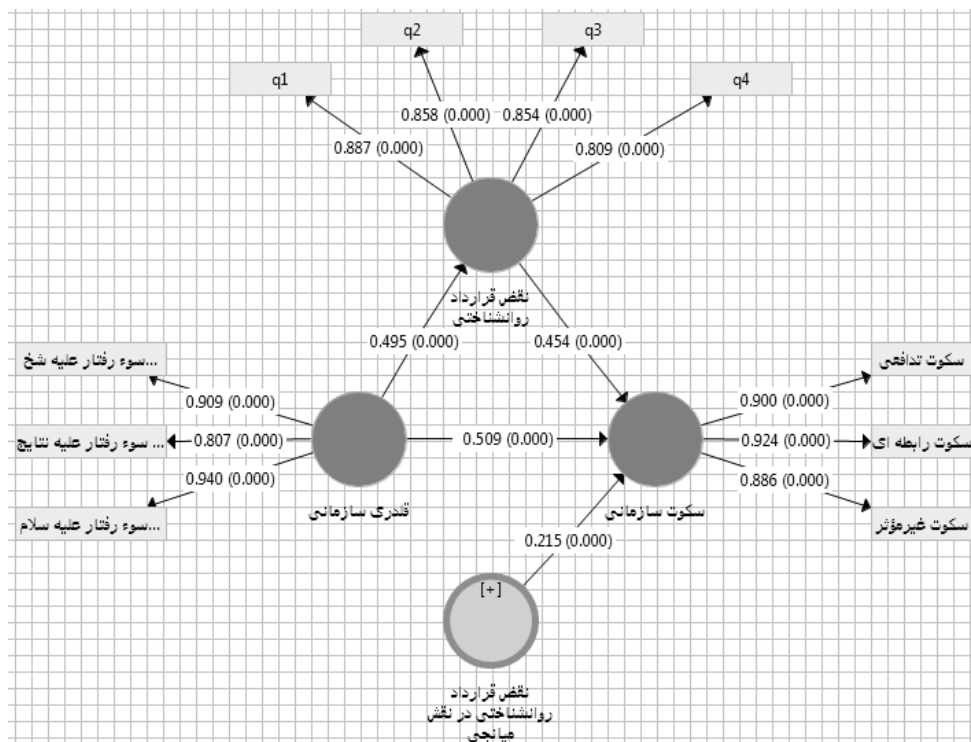 q2
q3
q1
q4
0.858 (0.000)
0.854 (0.000)
0.887 (0.000)
0.809 (0.000)
نقض قرارداد
روانشناختی
0.495 (0.000)
0.454 (0.000)
سوء رفتار علیه شخ...
سکوت تدافعی
0.909 (0.000)
0.900 (0.000)
سوء رفتار علیه نتایج ...
0.807 (0.000)
0.509 (0.000)
0.924 (0.000)
سکوت رابطه ای
0.940 (0.000)
0.886 (0.000)
سوء رفتار علیه سلام...
قلدری سازمانی
سکوت سازمانی
سکوت غیرمؤثر
0.215 (0.000)
[+]
نقض قرارداد
روانشناختی در نقش
میانجی